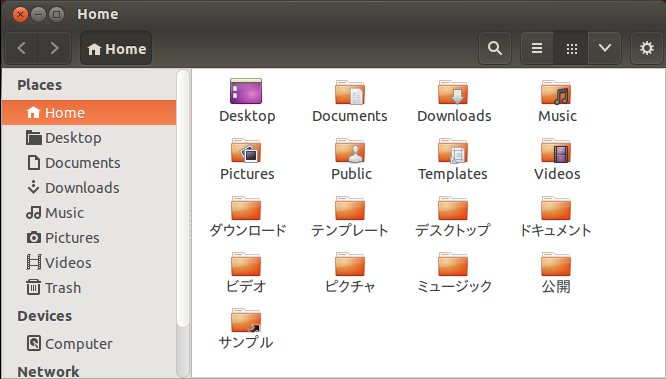 Home
Home
Places
Home
Desktop
Documents
Downloads
Music
Pictures
Videos
Trash
Devices
Computer
Network
Desktop Documents Downloads Music
Pictures Public Templates Videos
ダウンロード テンプレート デスクトップ ドキュメント
ビデオ ピクチャ ミュージック 公開
サンプル